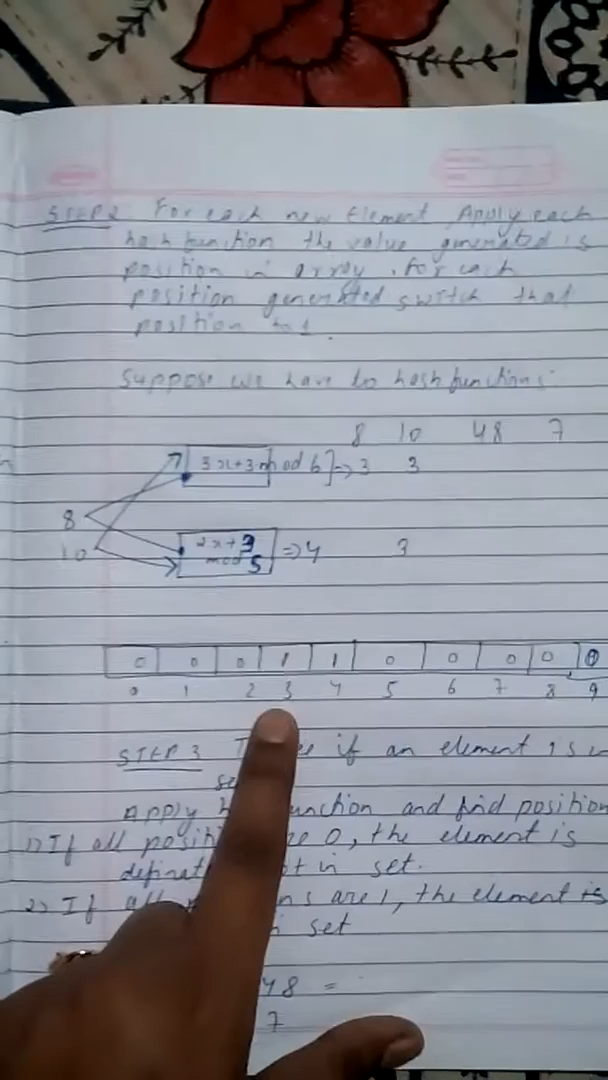 STEP2 For each new Element Apply each
hash function the value generated is
position in array . For each
position generated switch that
position to 1.
Suppose we have two hash functions:
8 10 48 7
3x+3 mod 6 => 3 3
8
10
2x+3 mod 5 => 4 3
0 0 0 1 1 0 0 0 0 0
0 1 2 3 4 5 6 7 8 9
STEP 3 if an element is in
Apply unction and find position
1) If all positi re 0, the element is
definat t in set.
2) If all ns are 1, the element is
set
48 =
7